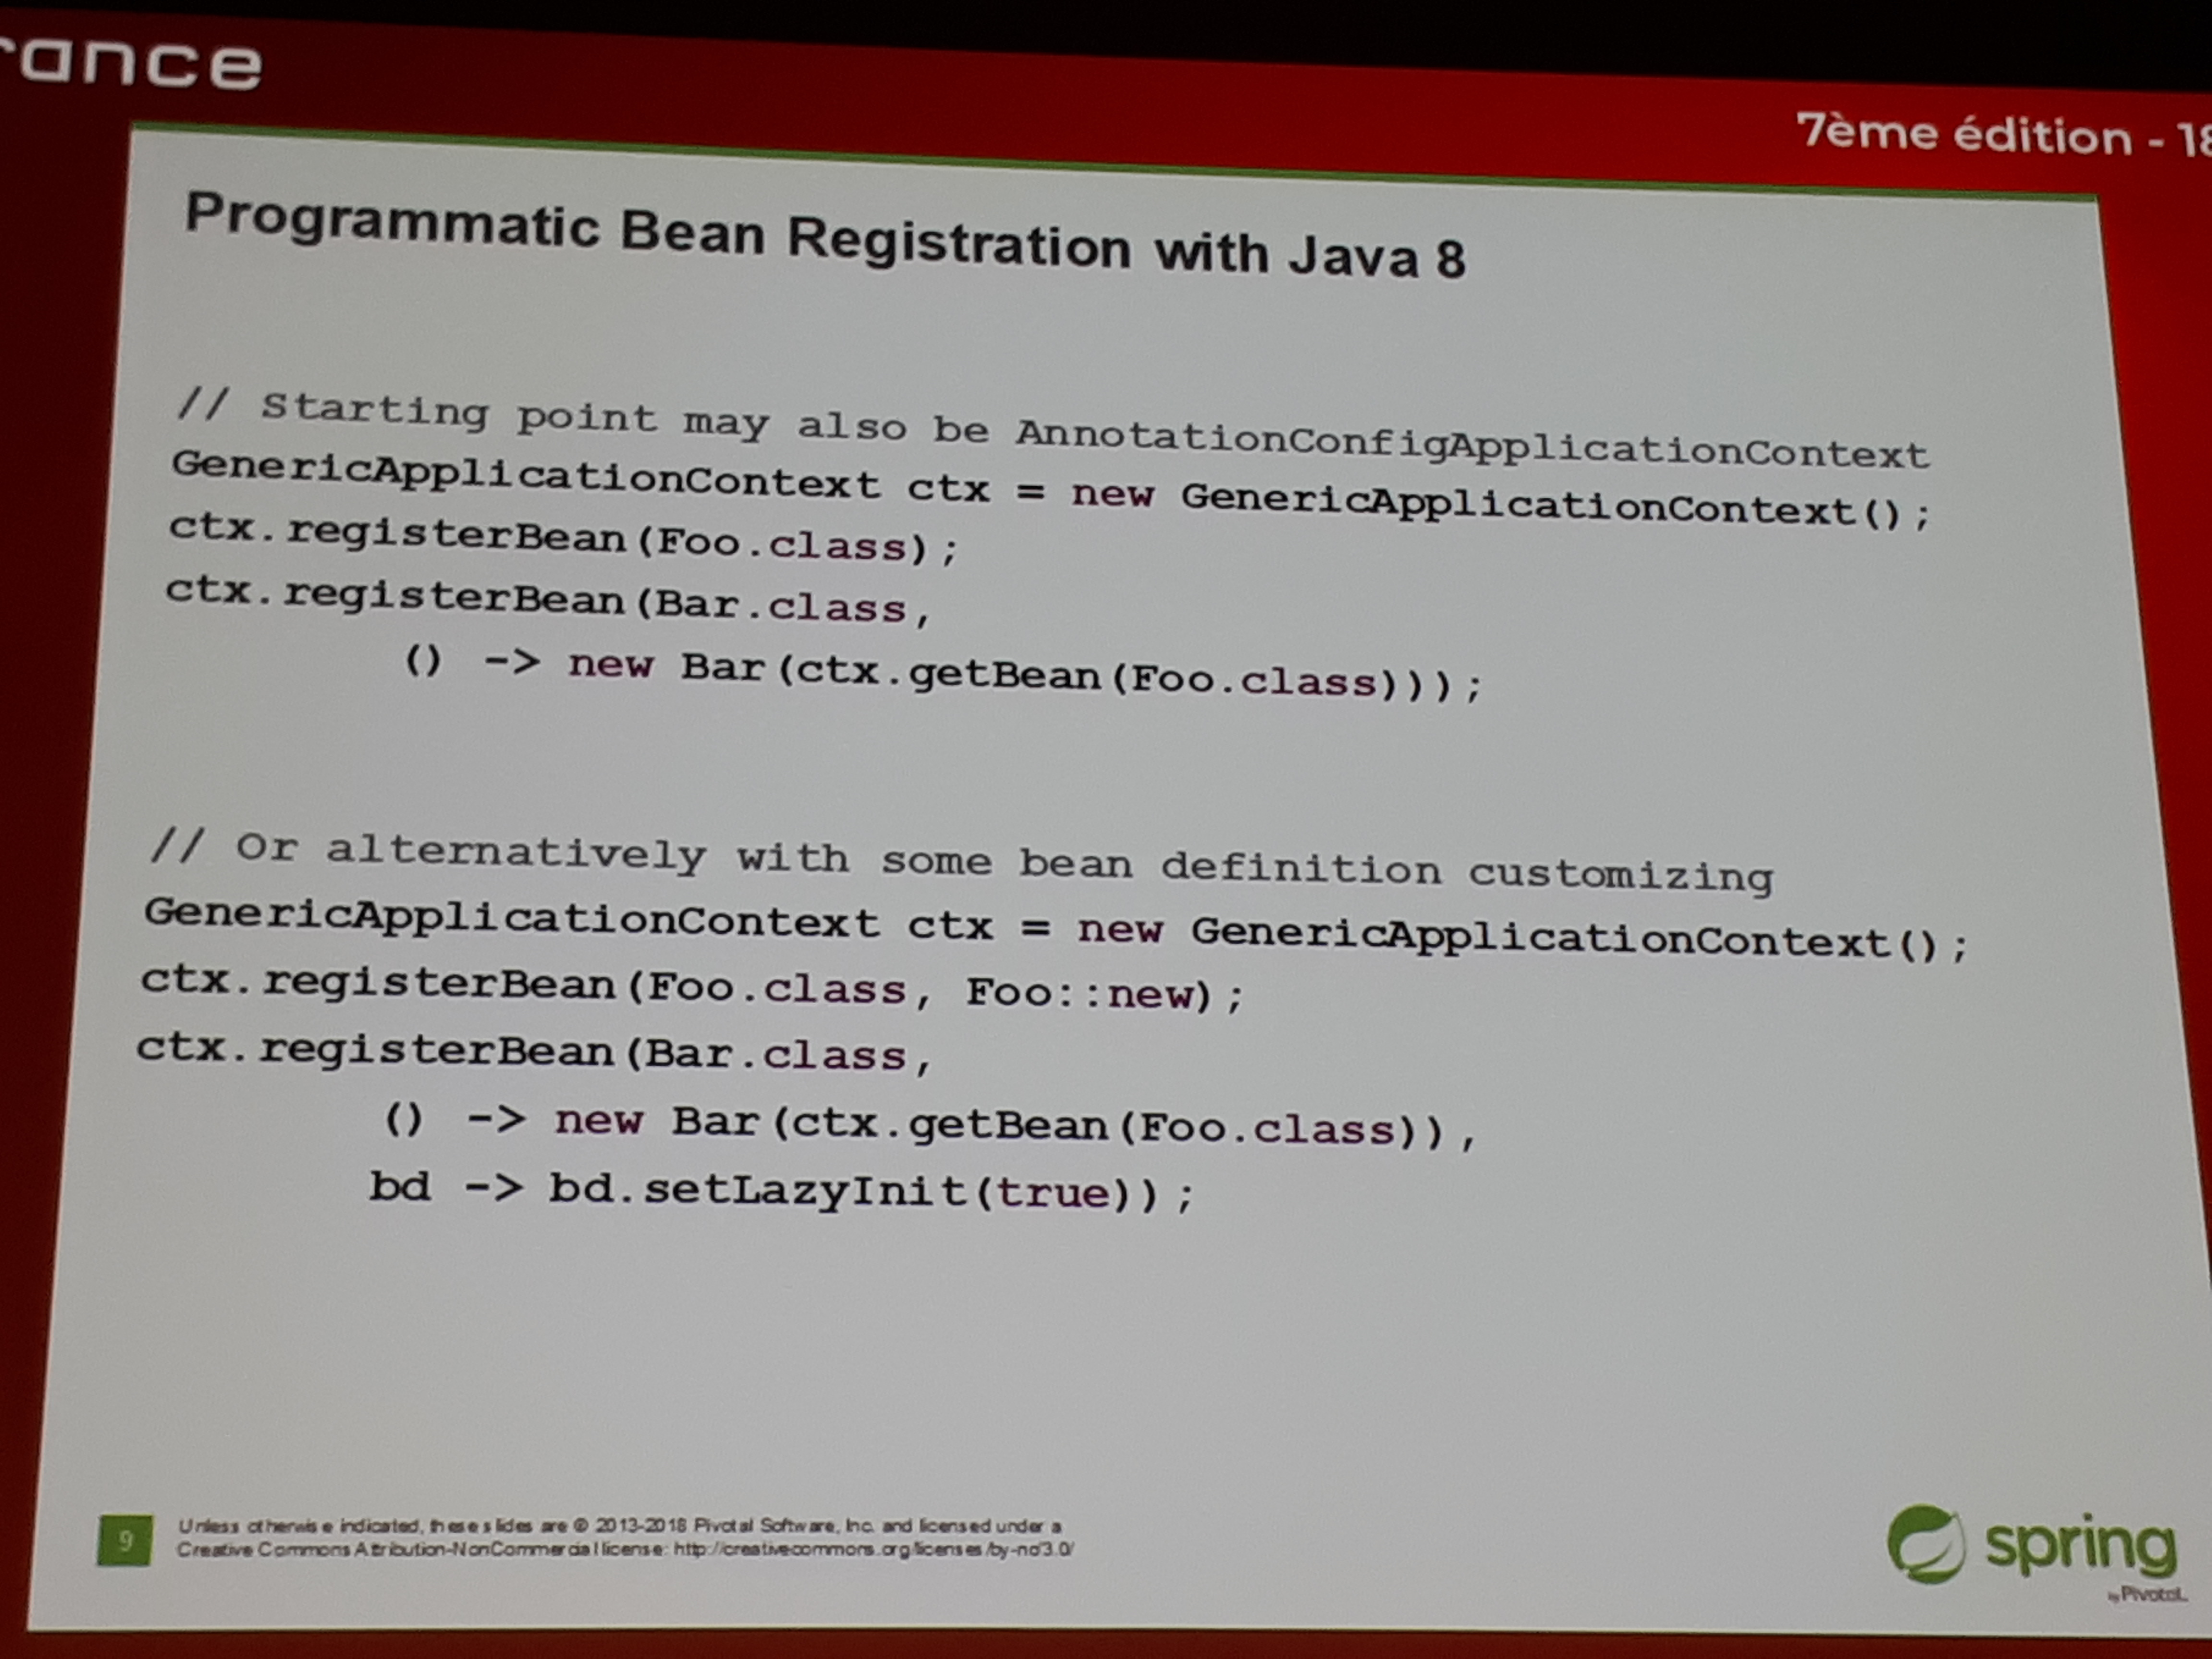 rance
7ème édition - 18
Programmatic Bean Registration with Java 8
// Starting point may also be AnnotationConfigApplicationContext
GenericApplicationContext ctx = new GenericApplicationContext();
ctx.registerBean(Foo.class);
ctx.registerBean(Bar.class,
() -> new Bar(ctx.getBean(Foo.class)));
// Or alternatively with some bean definition customizing
GenericApplicationContext ctx = new GenericApplicationContext();
ctx.registerBean(Foo.class, Foo::new);
ctx.registerBean(Bar.class,
() -> new Bar(ctx.getBean(Foo.class)),
bd -> bd.setLazyInit(true));
9
Unless otherwise indicated, these slides are © 2013-2018 Pivotal Software, Inc. and licensed under a
Creative Commons Attribution-NonCommercial license: http://creativecommons.org/licenses/by-nc/3.0/
spring
by Pivotal.